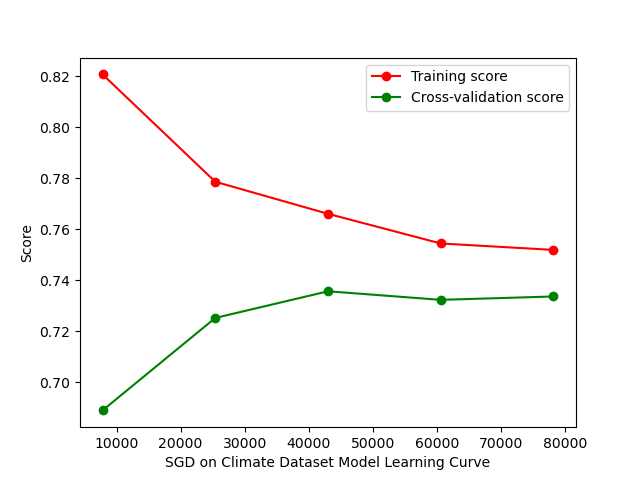 Training score
Cross-validation score
0.82
0.80
0.78
0.76
0.74
0.72
0.70
Score
10000 20000 30000 40000 50000 60000 70000 80000
SGD on Climate Dataset Model Learning Curve